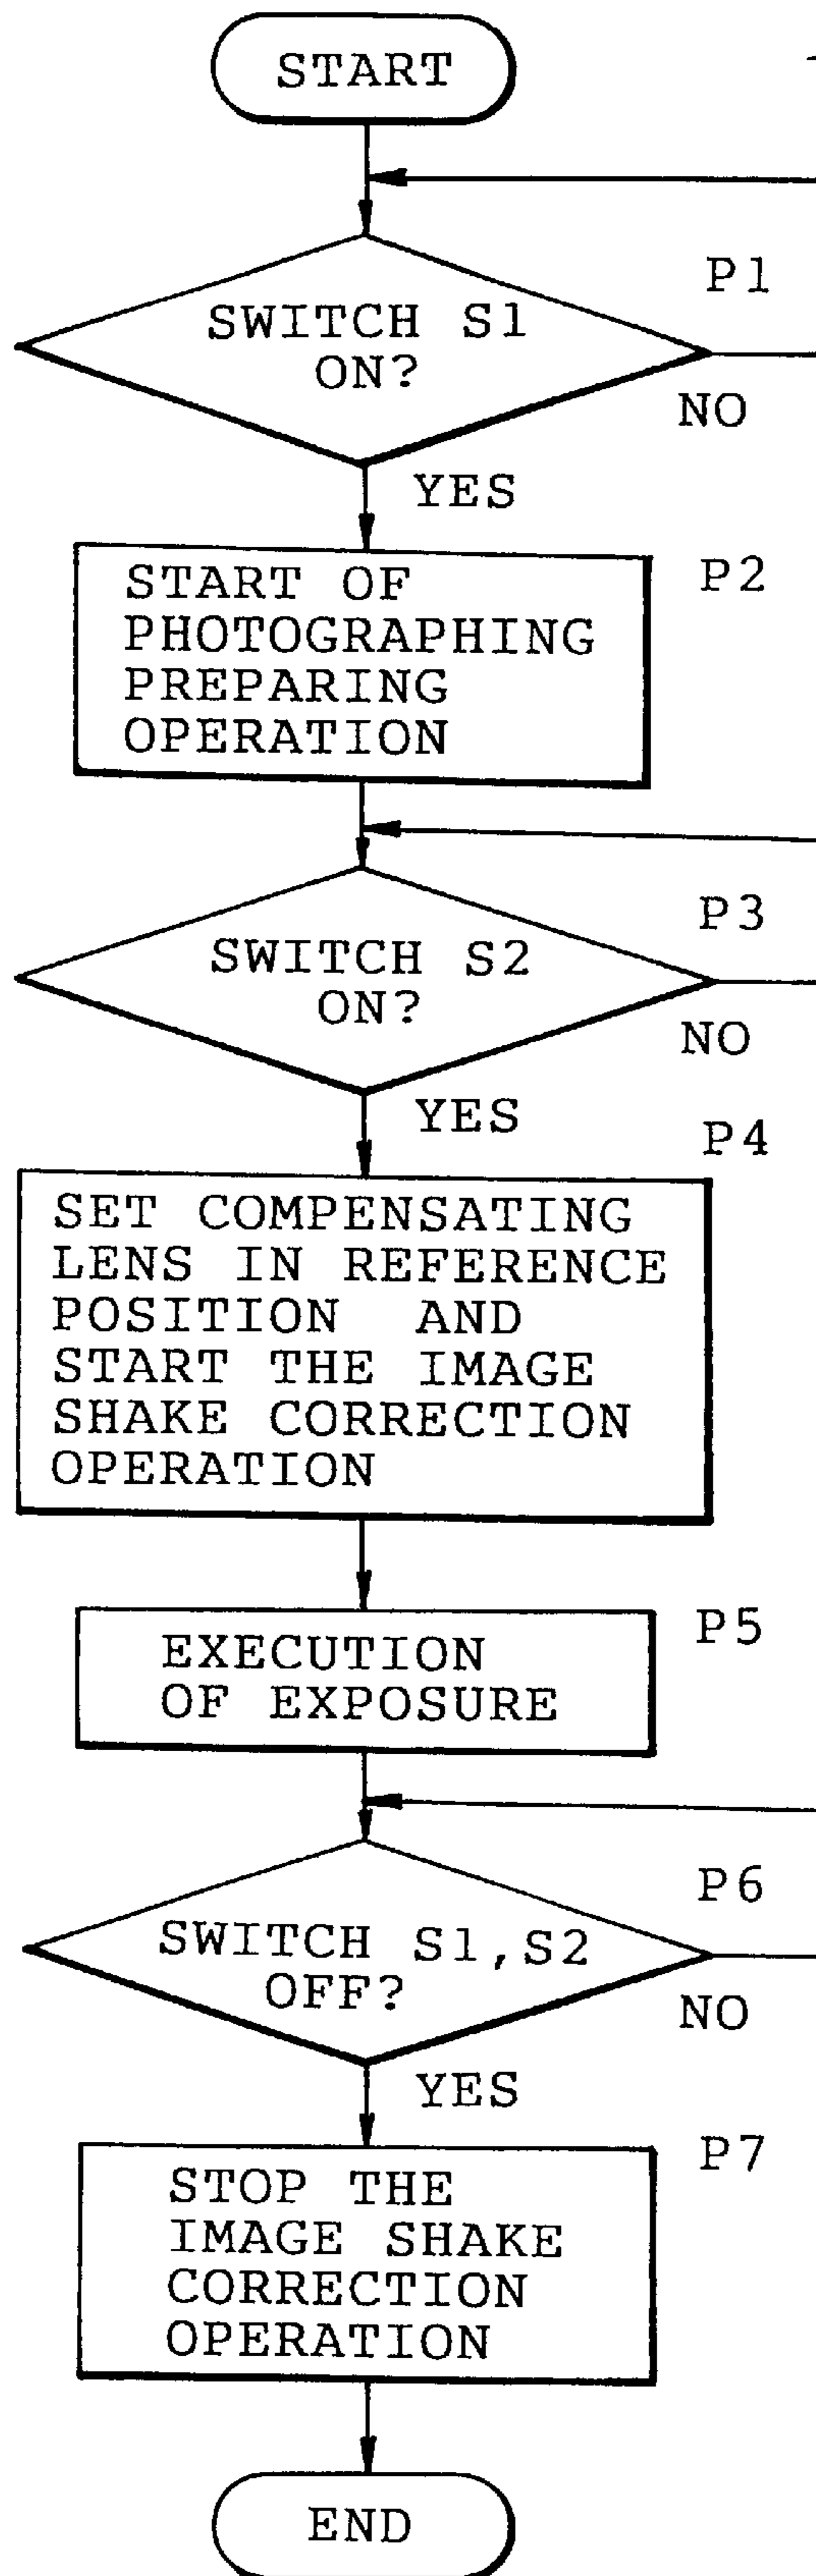 START
P1
SWITCH S1
ON?
NO
YES
P2
START OF
PHOTOGRAPHING
PREPARING
OPERATION
P3
SWITCH S2
ON?
NO
YES
P4
SET COMPENSATING
LENS IN REFERENCE
POSITION AND
START THE IMAGE
SHAKE CORRECTION
OPERATION
P5
EXECUTION
OF EXPOSURE
P6
SWITCH S1,S2
OFF?
NO
YES
P7
STOP THE
IMAGE SHAKE
CORRECTION
OPERATION
END